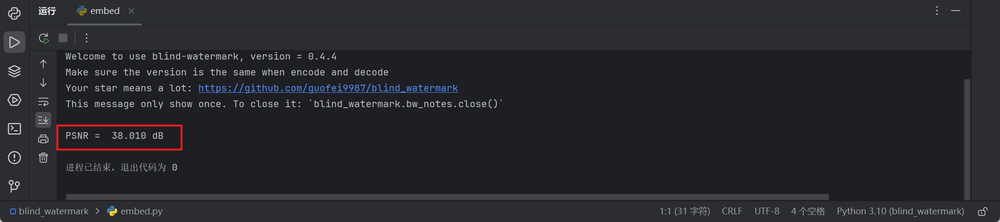 运行 embed
Welcome to use blind-watermark, version = 0.4.4
Make sure the version is the same when encode and decode
Your star means a lot: https://github.com/guofei9987/blind_watermark
This message only show once. To close it: `blind_watermark.bw_notes.close()`
PSNR =  38.010 dB
进程已结束，退出代码为 0
blind_watermark > embed.py 1:1 (31 字符) CRLF UTF-8 4 个空格 Python 3.10 (blind_watermark)